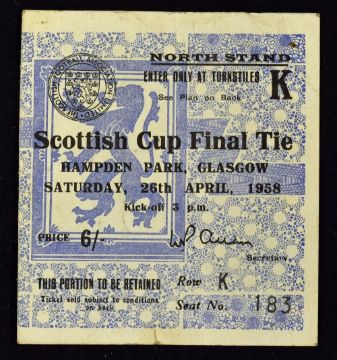 NORTH STAND
ENTER ONLY AT TURNSTILES
K
See Plan on Back
Scottish Cup Final Tie
HAMPDEN PARK, GLASGOW
SATURDAY, 26th APRIL, 1958
Kick-off 3 p.m.
PRICE 6/-
Secretary
THIS PORTION TO BE RETAINED
Row K
Ticket sold subject to conditions
on back
Seat No. 183